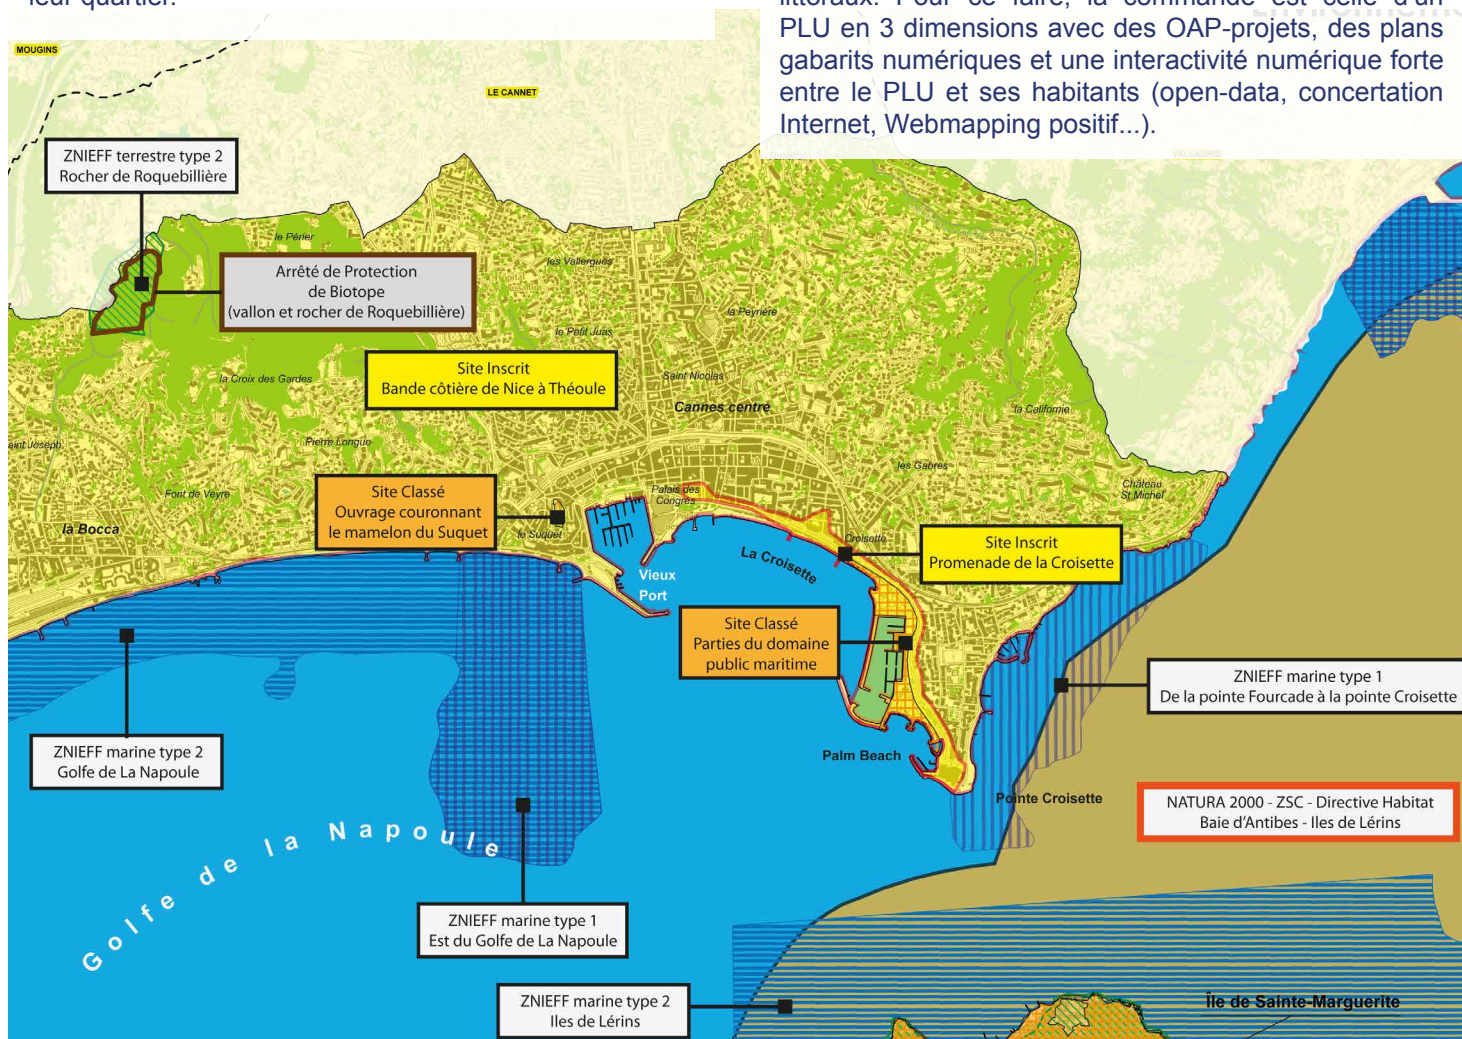 leur quartier.
littoraux. Pour ce faire, la commande est celle d'un
PLU en 3 dimensions avec des OAP-projets, des plans
gabarits numériques et une interactivité numérique forte
entre le PLU et ses habitants (open-data, concertation
Internet, Webmapping positif...).
MOUGINS
LE CANNET
VALLAURIS
ZNIEFF terrestre type 2
Rocher de Roquebillière
le Périer
Arrêté de Protection
de Biotope
(vallon et rocher de Roquebillière)
les Vallergues
la Peyrière
le Petit Juas
Site Inscrit
Bande côtière de Nice à Théoule
la Croix des Gardes
Saint Nicolas
Cannes centre
la Californie
aint Joseph
Pierre Longue
les Gabres
Font de Veyre
Site Classé
Ouvrage couronnant
le mamelon du Suquet
Palais des
Congrès
Château
St Michel
la Bocca
le Suquet
Croisette
La Croisette
Site Inscrit
Promenade de la Croisette
Vieux
Port
Site Classé
Parties du domaine
public maritime
ZNIEFF marine type 1
De la pointe Fourcade à la pointe Croisette
ZNIEFF marine type 2
Golfe de La Napoule
Palm Beach
Pointe Croisette
NATURA 2000 - ZSC - Directive Habitat
Baie d'Antibes - Iles de Lérins
Golfe de la Napoule
ZNIEFF marine type 1
Est du Golfe de La Napoule
ZNIEFF marine type 2
Iles de Lérins
Île de Sainte-Marguerite